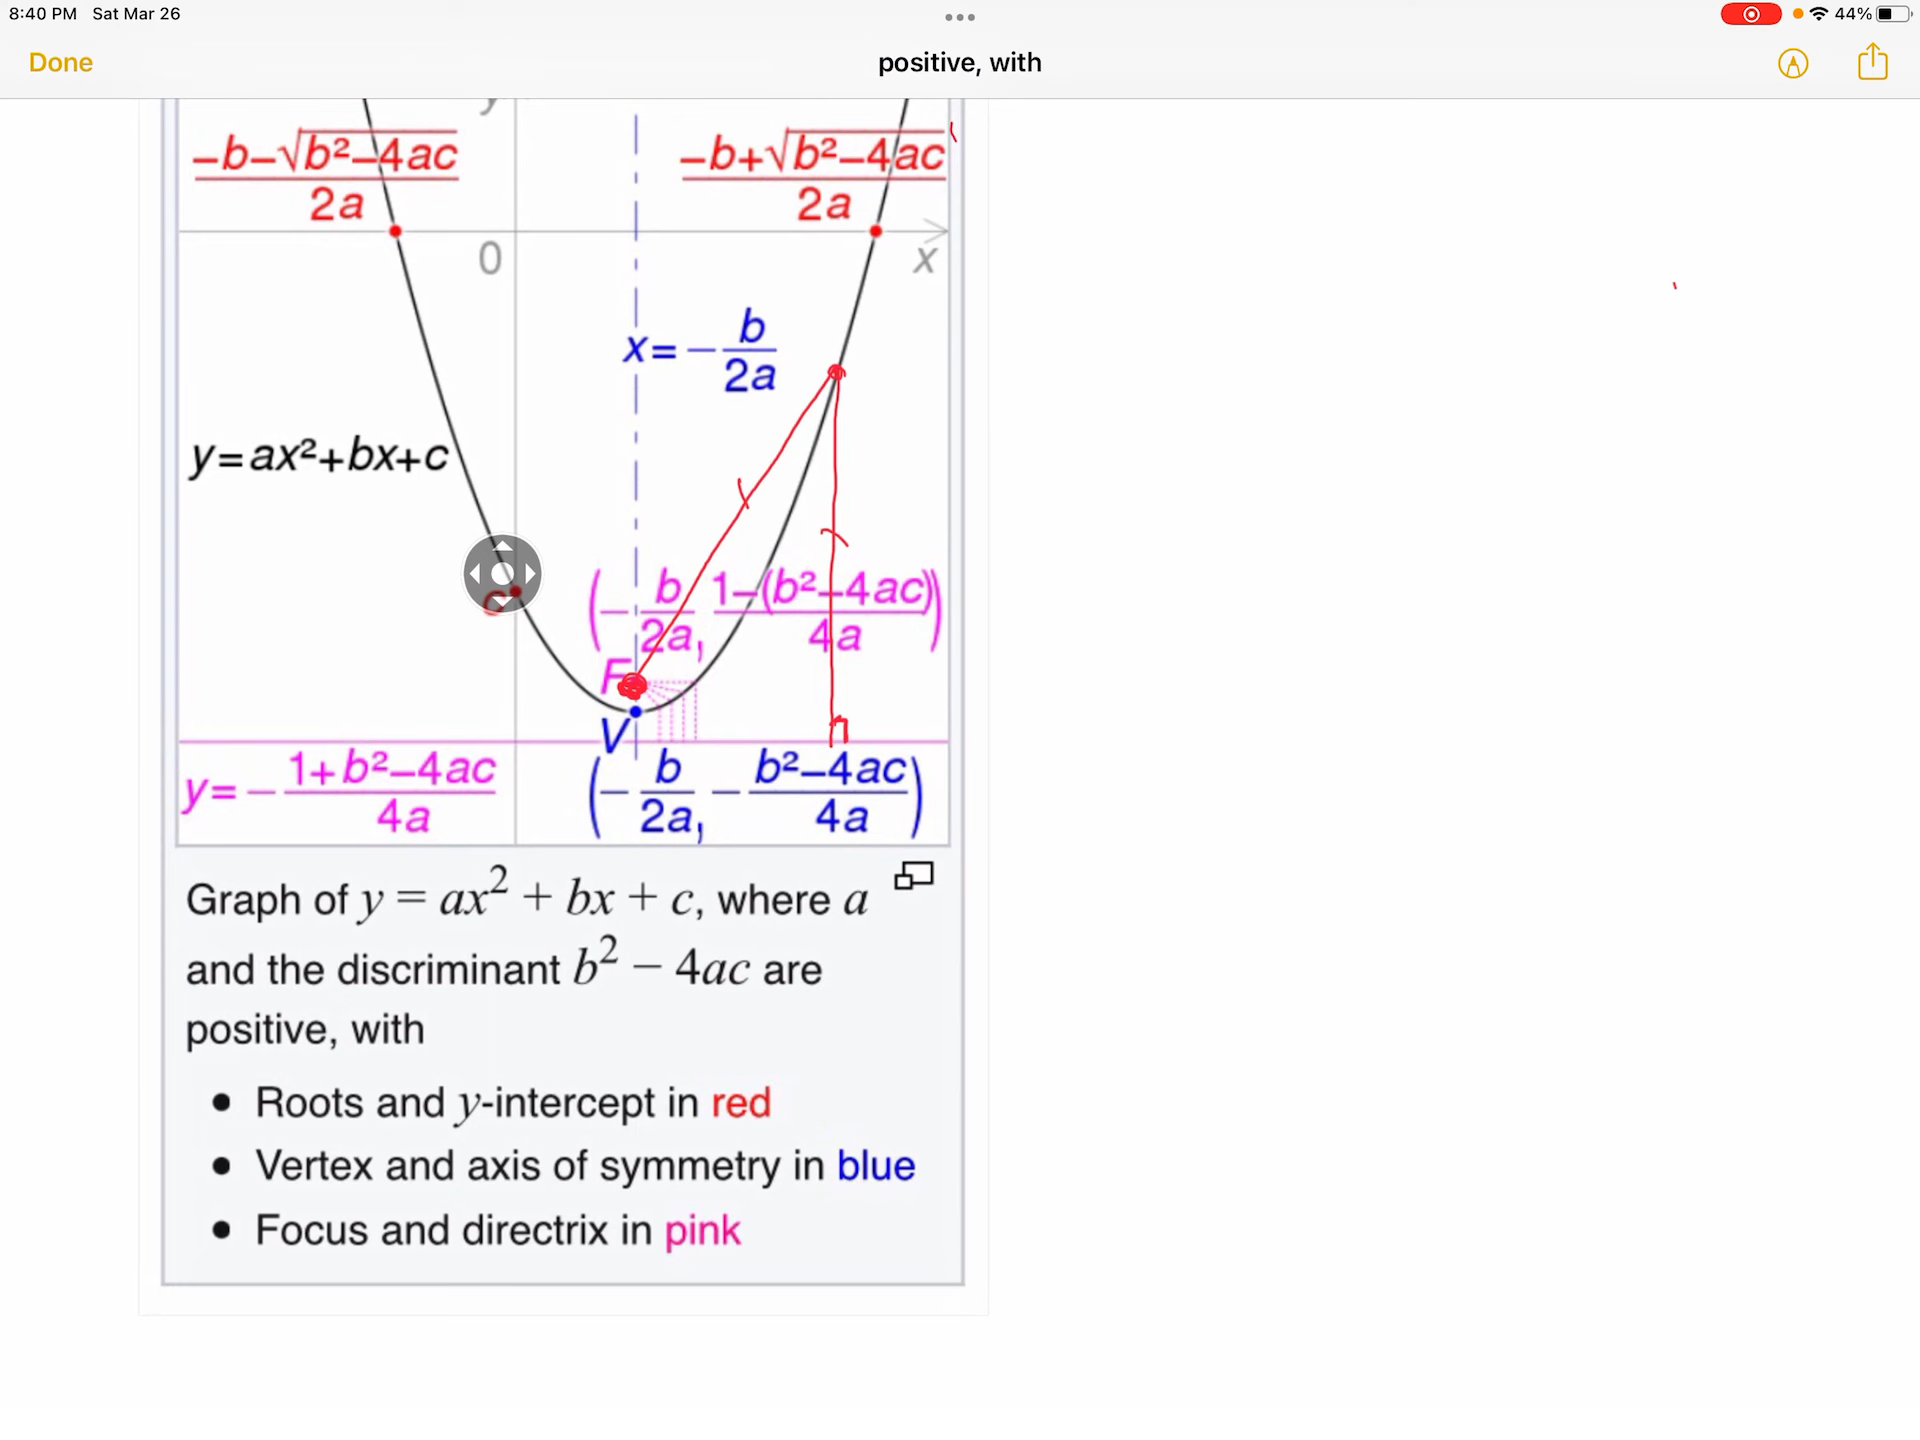 8:40 PM Sat Mar 26
44%
Done
positive, with
y
−b−√b²−4ac / 2a
−b+√b²−4ac / 2a
0
x
x=−b/2a
y=ax²+bx+c
(−b/2a, 1−(b²−4ac)/4a)
F
V
y=−1+b²−4ac/4a
(−b/2a, −b²−4ac/4a)
Graph of y = ax² + bx + c, where a
and the discriminant b² − 4ac are
positive, with
• Roots and y-intercept in red
• Vertex and axis of symmetry in blue
• Focus and directrix in pink